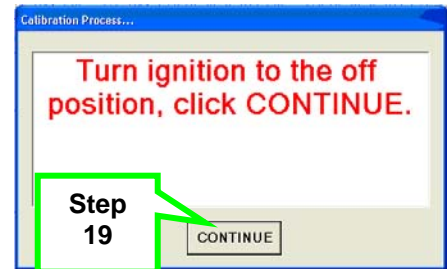 Calibration Process...
Turn ignition to the off
position, click CONTINUE.
Step
19
CONTINUE